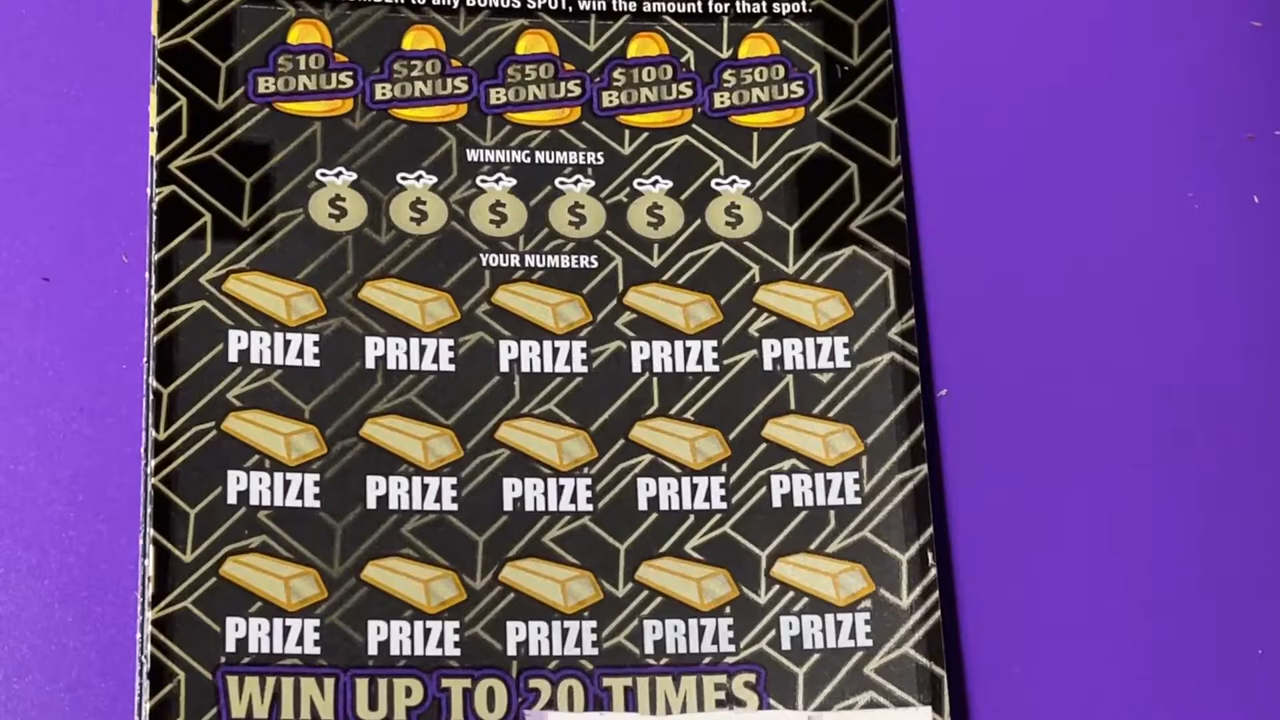 to any BONUS SPOT, win the amount for that spot.
$10 BONUS $20 BONUS $50 BONUS $100 BONUS $500 BONUS
WINNING NUMBERS
$ $ $ $ $ $
YOUR NUMBERS
PRIZE PRIZE PRIZE PRIZE PRIZE
PRIZE PRIZE PRIZE PRIZE PRIZE
PRIZE PRIZE PRIZE PRIZE PRIZE
WIN UP TO 20 TIMES